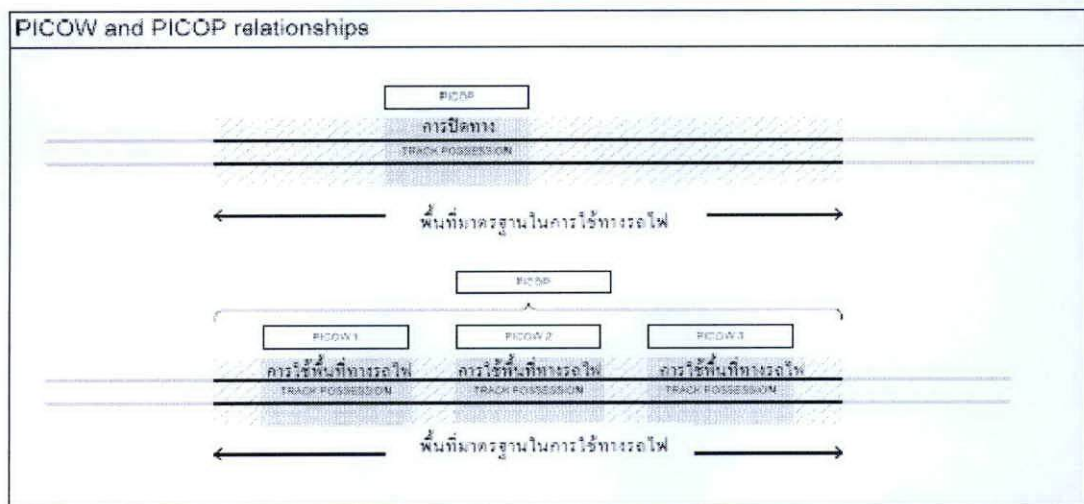 PICOW and PICOP relationships
PICOP
การปิดทาง
TRACK POSSESSION
พื้นที่มาตรฐานในการใช้ทางรถไฟ
PICOP
PICOW 1 PICOW 2 PICOW 3
การใช้พื้นที่ทางรถไฟ การใช้พื้นที่ทางรถไฟ การใช้พื้นที่ทางรถไฟ
TRACK POSSESSION TRACK POSSESSION TRACK POSSESSION
พื้นที่มาตรฐานในการใช้ทางรถไฟ